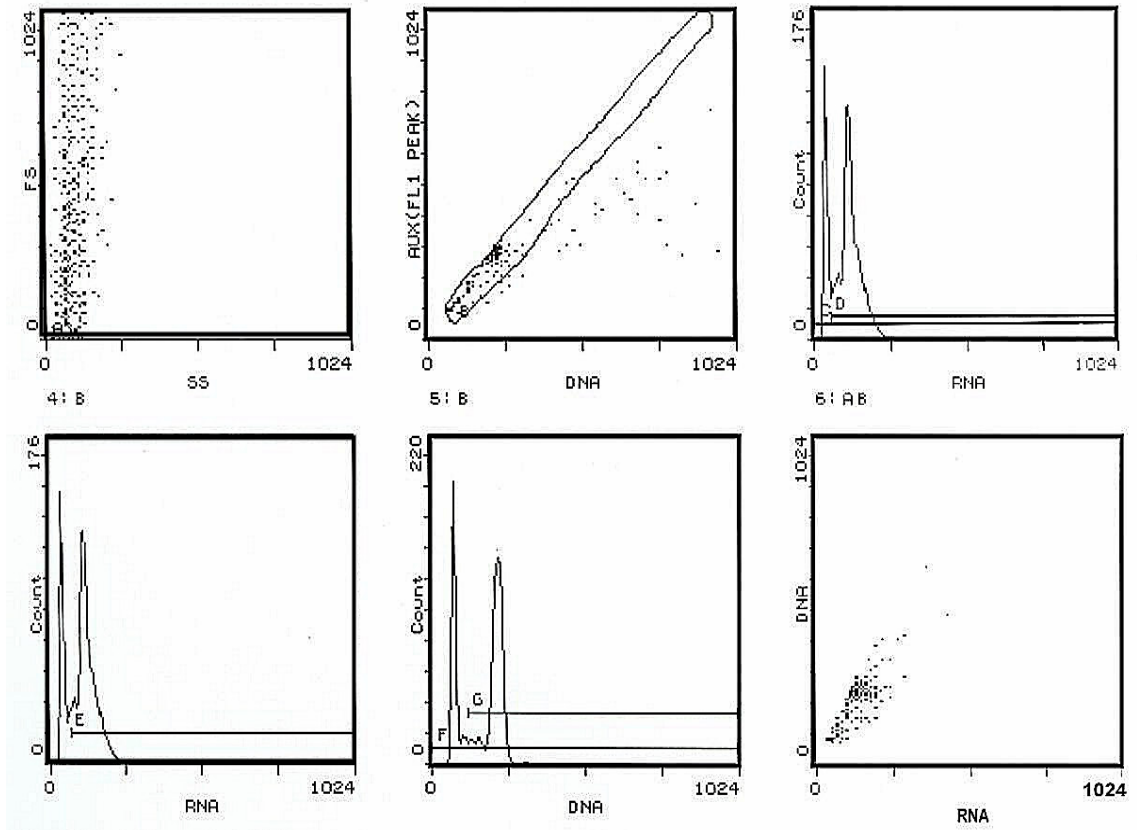 1024
FS
0
A
0
1024
SS
1024
AUX(FL1 PEAK)
0
B
0
1024
DNA
176
Count
0
D
0
1024
RNA
4: B
5: B
6: AB
176
Count
0
E
0
1024
RNA
220
Count
0
F
G
0
1024
DNA
1024
DNA
0
0
1024
RNA